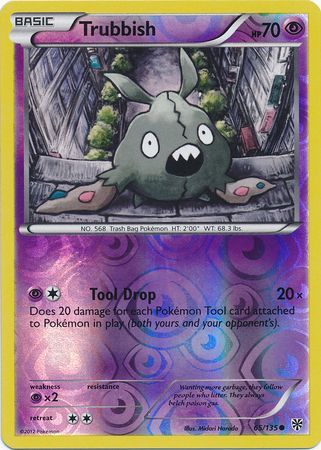 BASIC
Trubbish
HP70
NO. 568 Trash Bag Pokémon HT: 2'00" WT: 68.3 lbs.
Tool Drop 20×
Does 20 damage for each Pokémon Tool card attached
to Pokémon in play (both yours and your opponent's).
weakness resistance
×2
retreat
Wanting more garbage, they follow
people who litter. They always
belch poison gas.
©2012 Pokémon
Illus. Midori Harada
65/135